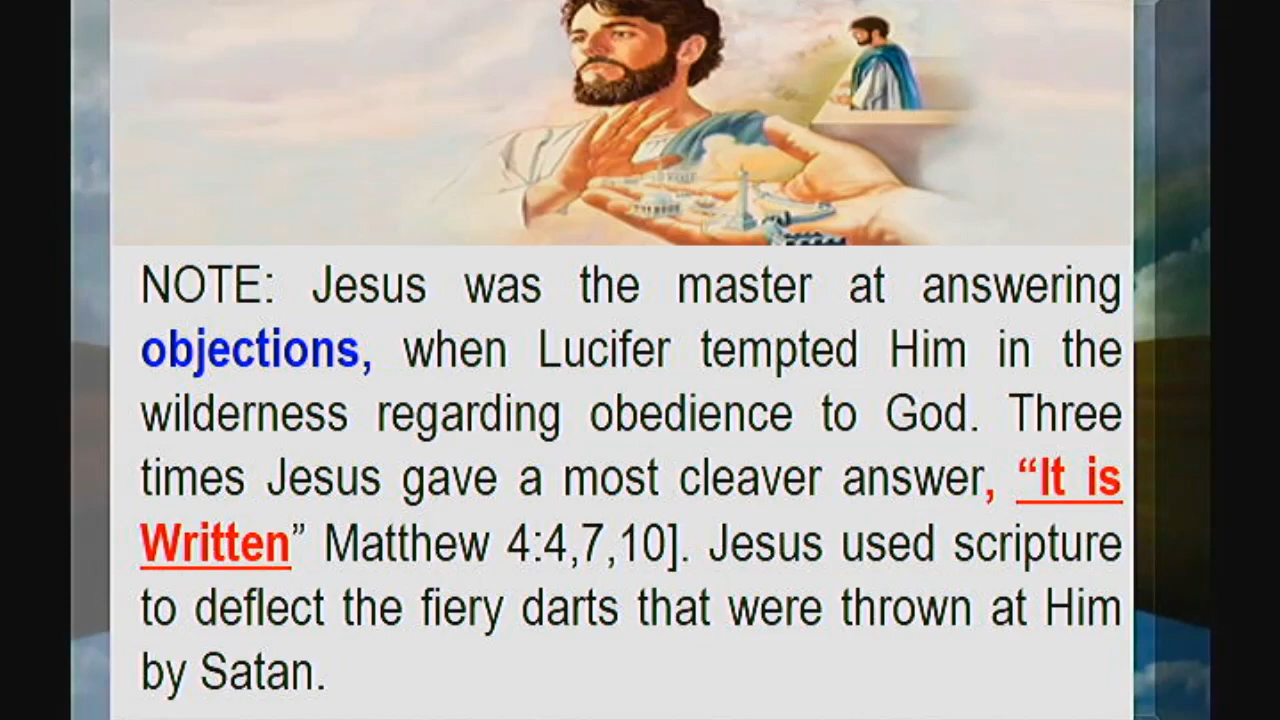 NOTE: Jesus was the master at answering
objections, when Lucifer tempted Him in the
wilderness regarding obedience to God. Three
times Jesus gave a most cleaver answer, “It is
Written” Matthew 4:4,7,10]. Jesus used scripture
to deflect the fiery darts that were thrown at Him
by Satan.